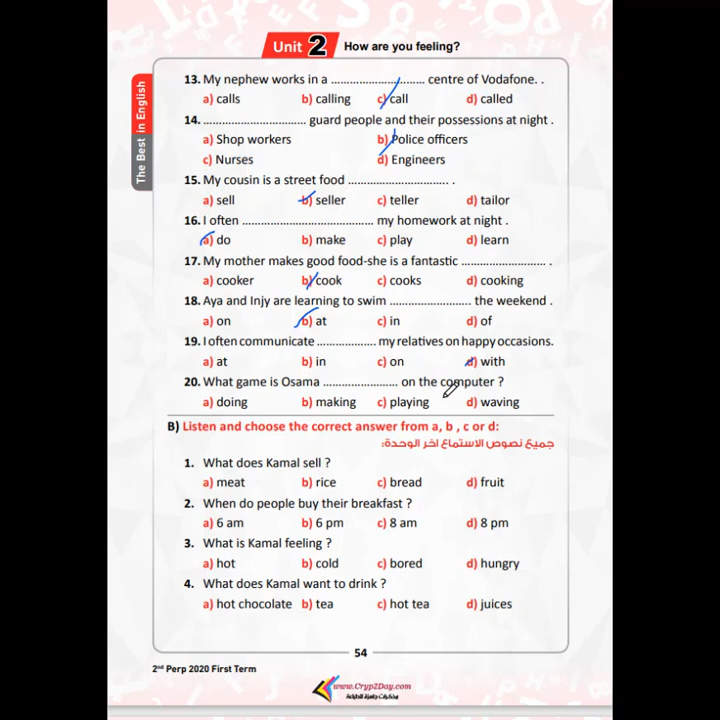 Unit 2 How are you feeling?
The Best in English
13. My nephew works in a .......................... centre of Vodafone. .
a) calls b) calling c) call d) called
14. ............................. guard people and their possessions at night .
a) Shop workers b) Police officers
c) Nurses d) Engineers
15. My cousin is a street food ............................. .
a) sell b) seller c) teller d) tailor
16. I often ..................................... my homework at night .
a) do b) make c) play d) learn
17. My mother makes good food-she is a fantastic ........................ .
a) cooker b) cook c) cooks d) cooking
18. Aya and Injy are learning to swim ....................... the weekend .
a) on b) at c) in d) of
19. I often communicate ................. my relatives on happy occasions.
a) at b) in c) on d) with
20. What game is Osama ..................... on the computer ?
a) doing b) making c) playing d) waving
B) Listen and choose the correct answer from a, b , c or d:
جميع نصوص الاستماع اخر الوحدة:
1. What does Kamal sell ?
a) meat b) rice c) bread d) fruit
2. When do people buy their breakfast ?
a) 6 am b) 6 pm c) 8 am d) 8 pm
3. What is Kamal feeling ?
a) hot b) cold c) bored d) hungry
4. What does Kamal want to drink ?
a) hot chocolate b) tea c) hot tea d) juices
54
2nd Perp 2020 First Term
www.Cryp2Day.com
مذكرات جاهزة للطباعة